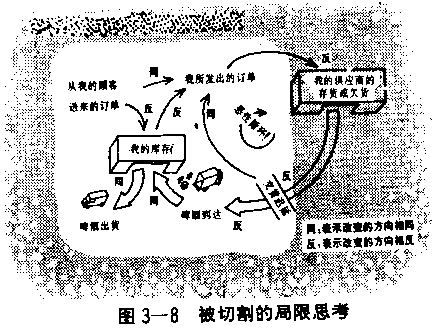 从我的顾客
送来的订单
同
我所发出的订单
反
我的供应商的
存货或欠货
反
反
同
恶性循环!
我的库存!
同
同
啤酒出货
啤酒到达
反
反
同:表示改变的方向相同
反:表示改变的方向相反
图 3—8 被切割的局限思考